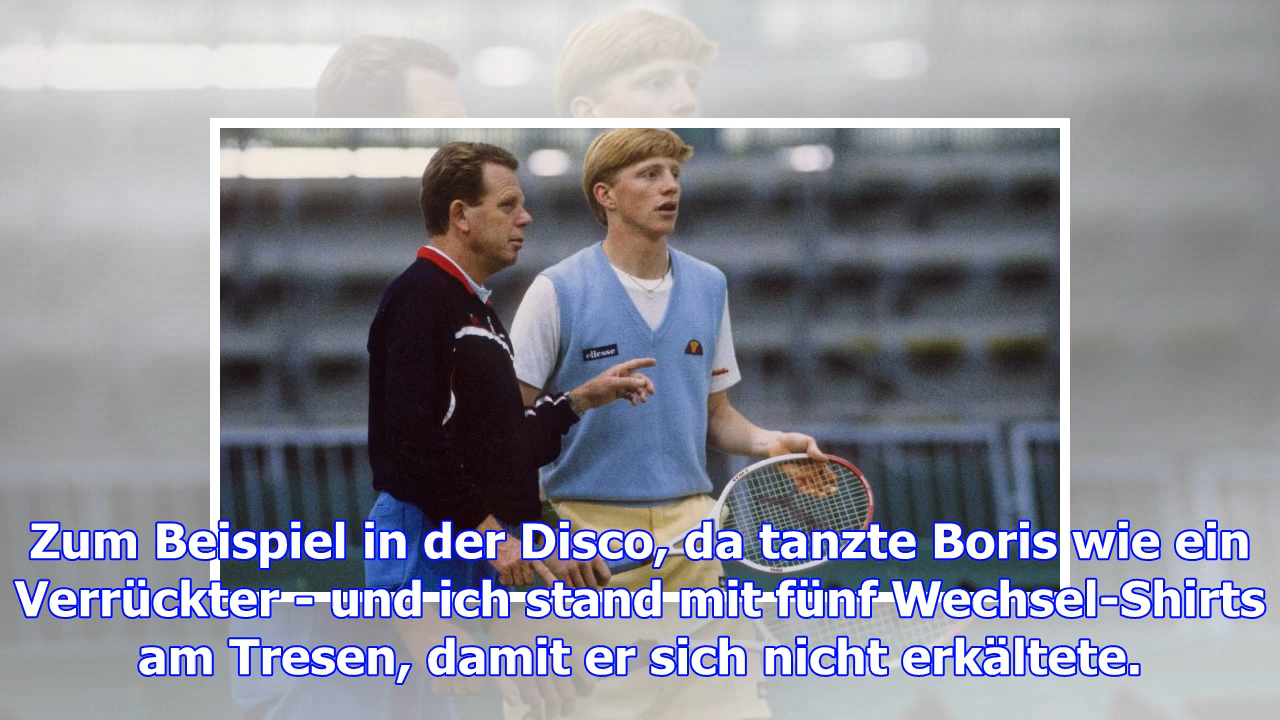 ellesse
Zum Beispiel in der Disco, da tanzte Boris wie ein
Verrückter - und ich stand mit fünf Wechsel-Shirts
am Tresen, damit er sich nicht erkältete.